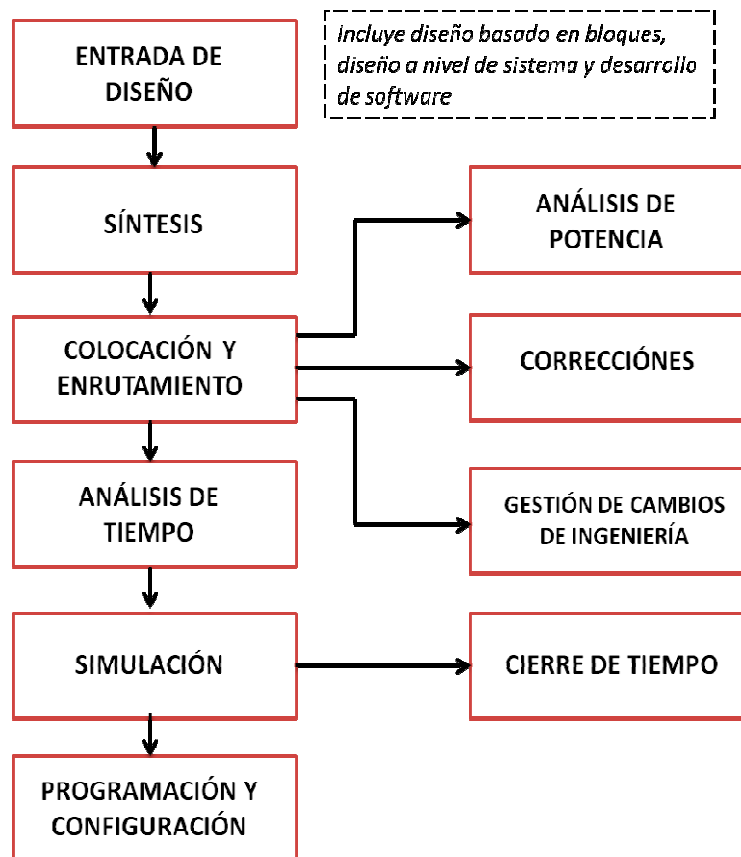 ENTRADA DE
DISEÑO
Incluye diseño basado en bloques,
diseño a nivel de sistema y desarrollo
de software
SÍNTESIS
ANÁLISIS DE
POTENCIA
COLOCACIÓN Y
ENRUTAMIENTO
CORRECCIÓNES
ANÁLISIS DE
TIEMPO
GESTIÓN DE CAMBIOS
DE INGENIERÍA
SIMULACIÓN
CIERRE DE TIEMPO
PROGRAMACIÓN Y
CONFIGURACIÓN